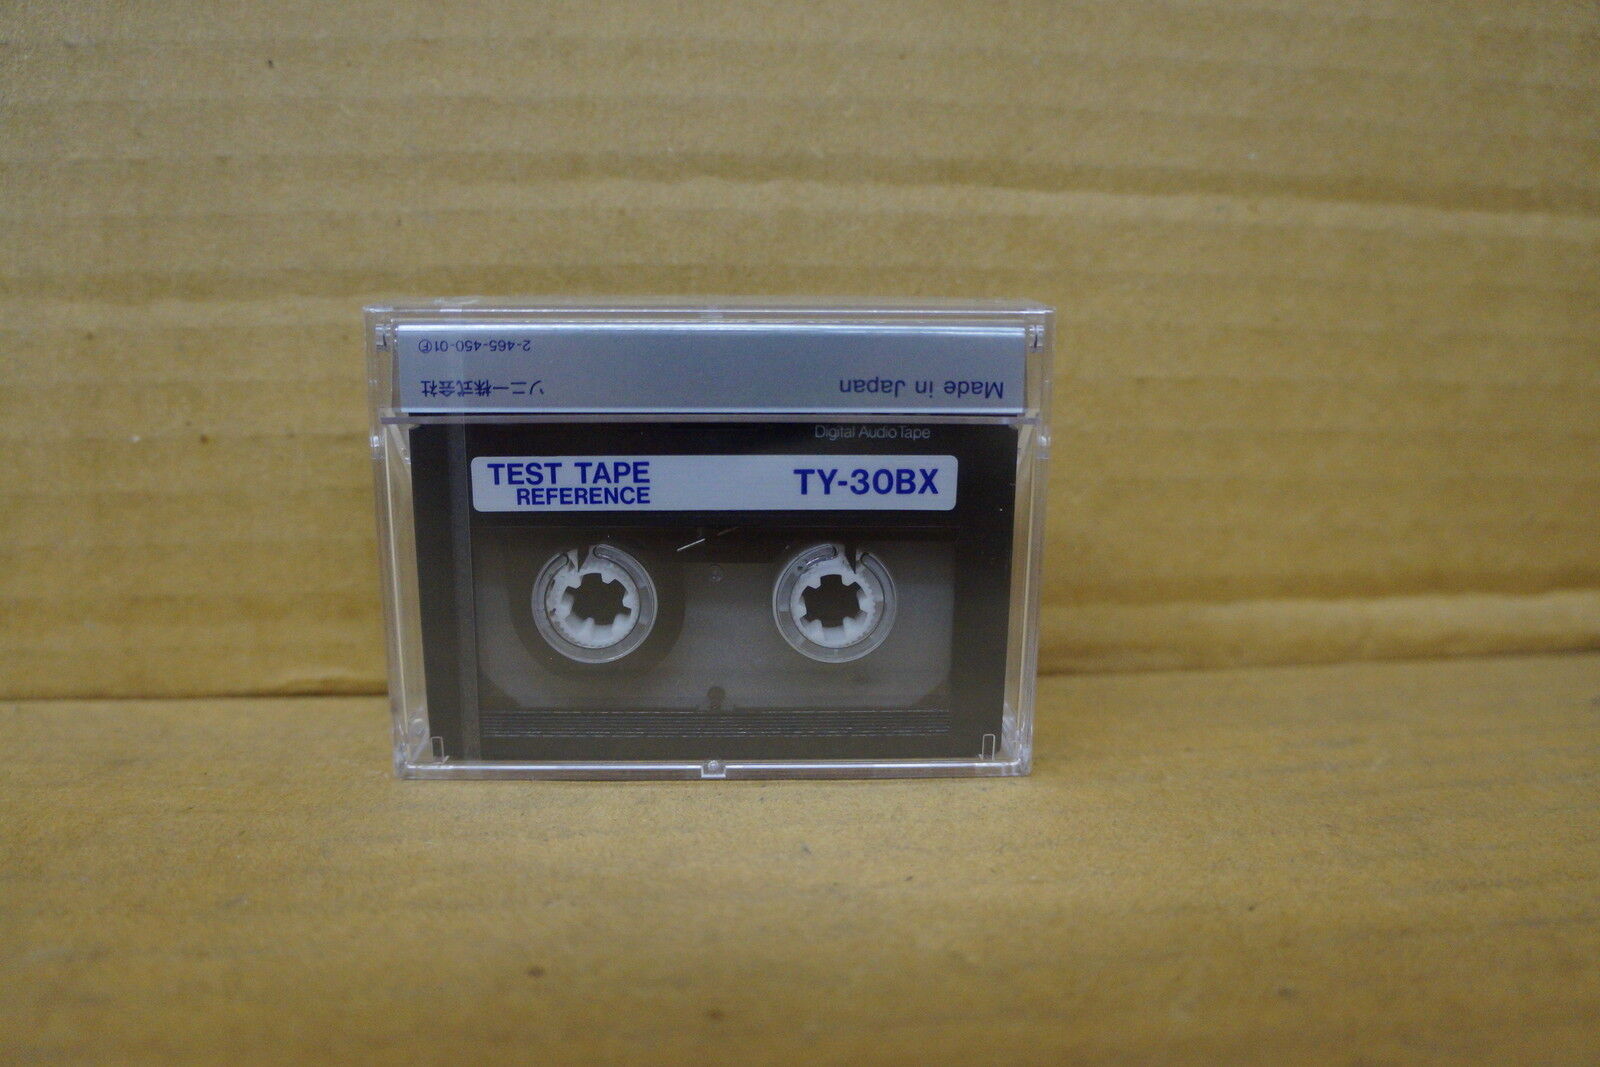 2-465-450-01Ⓕ
ソニー株式会社
Made in Japan
Digital Audio Tape
TEST TAPE
REFERENCE
TY-30BX